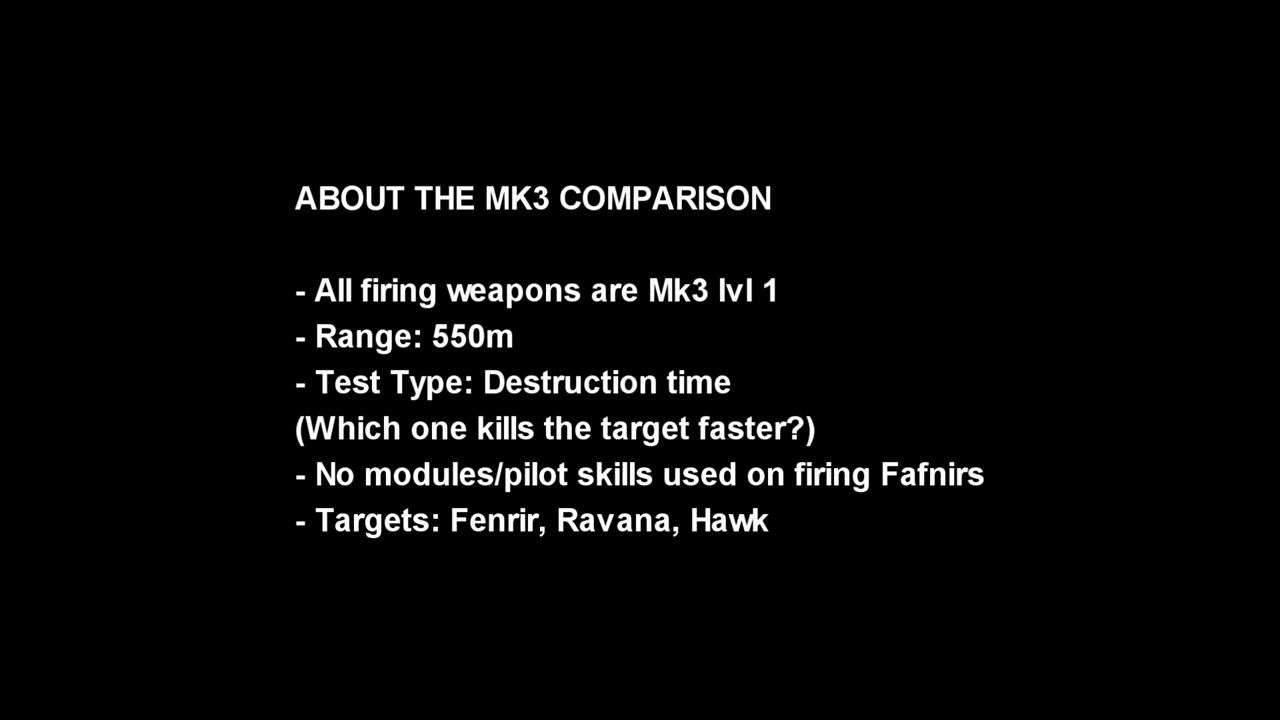 ABOUT THE MK3 COMPARISON
- All firing weapons are Mk3 lvl 1
- Range: 550m
- Test Type: Destruction time
(Which one kills the target faster?)
- No modules/pilot skills used on firing Fafnirs
- Targets: Fenrir, Ravana, Hawk